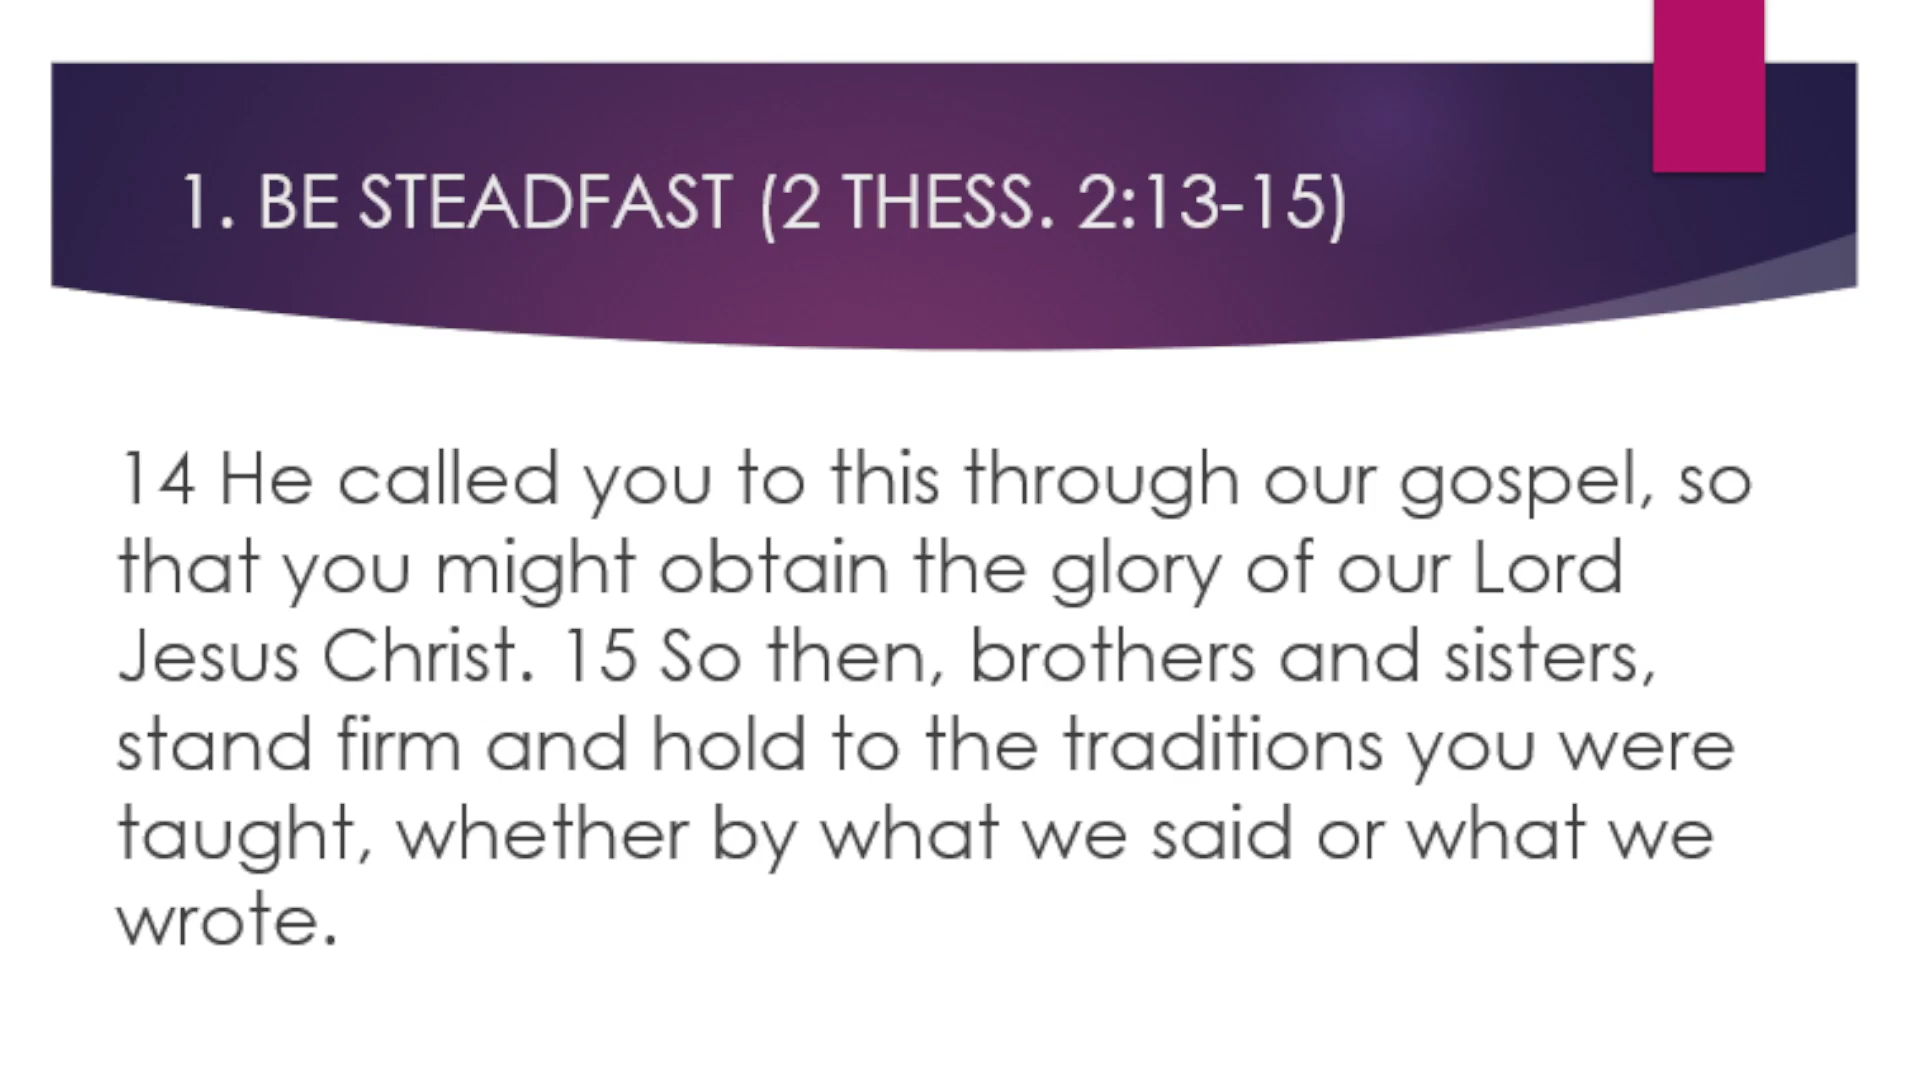 1. BE STEADFAST (2 THESS. 2:13-15)
14 He called you to this through our gospel, so
that you might obtain the glory of our Lord
Jesus Christ. 15 So then, brothers and sisters,
stand firm and hold to the traditions you were
taught, whether by what we said or what we
wrote.